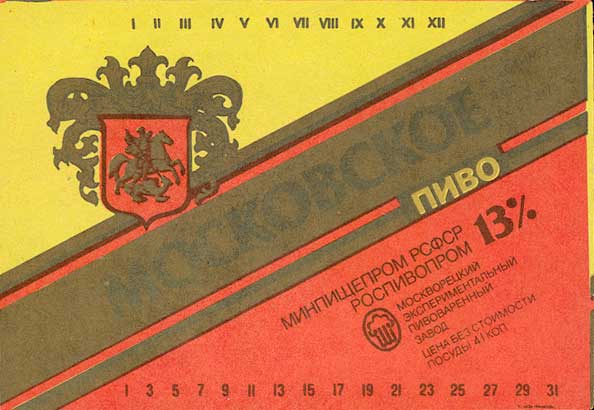 I II III IV V VI VII VIII IX X XI XII
МОСКОВСКОЕ
ПИВО
13%
МИНПИЩЕПРОМ РСФСР
РОСПИВОПРОМ
МОСКВОРЕЦКИЙ
ЭКСПЕРИМЕНТАЛЬНЫЙ
ПИВОВАРЕННЫЙ
ЗАВОД
ЦЕНА БЕЗ СТОИМОСТИ
ПОСУДЫ 41 КОП
1 3 5 7 9 11 13 15 17 19 21 23 25 27 29 31